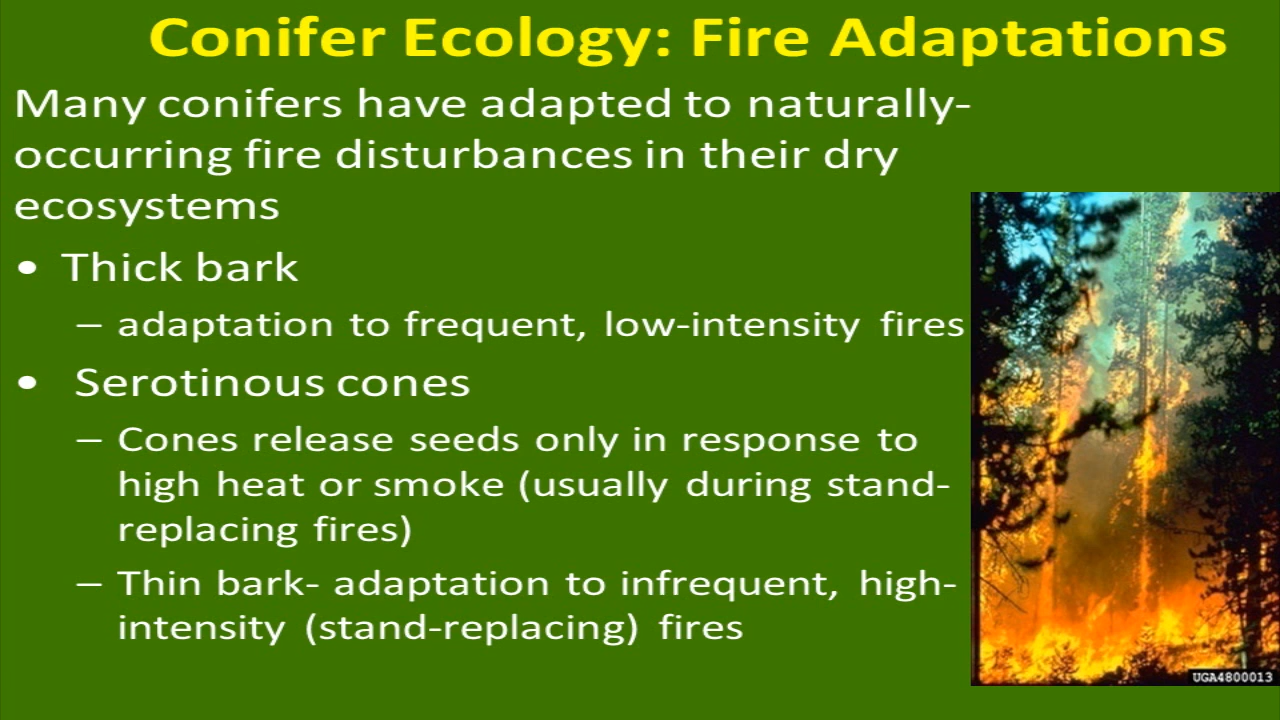 Conifer Ecology: Fire Adaptations
Many conifers have adapted to naturally-
occurring fire disturbances in their dry
ecosystems
• Thick bark
– adaptation to frequent, low-intensity fires
• Serotinous cones
– Cones release seeds only in response to
high heat or smoke (usually during stand-
replacing fires)
– Thin bark- adaptation to infrequent, high-
intensity (stand-replacing) fires
UGA4800013